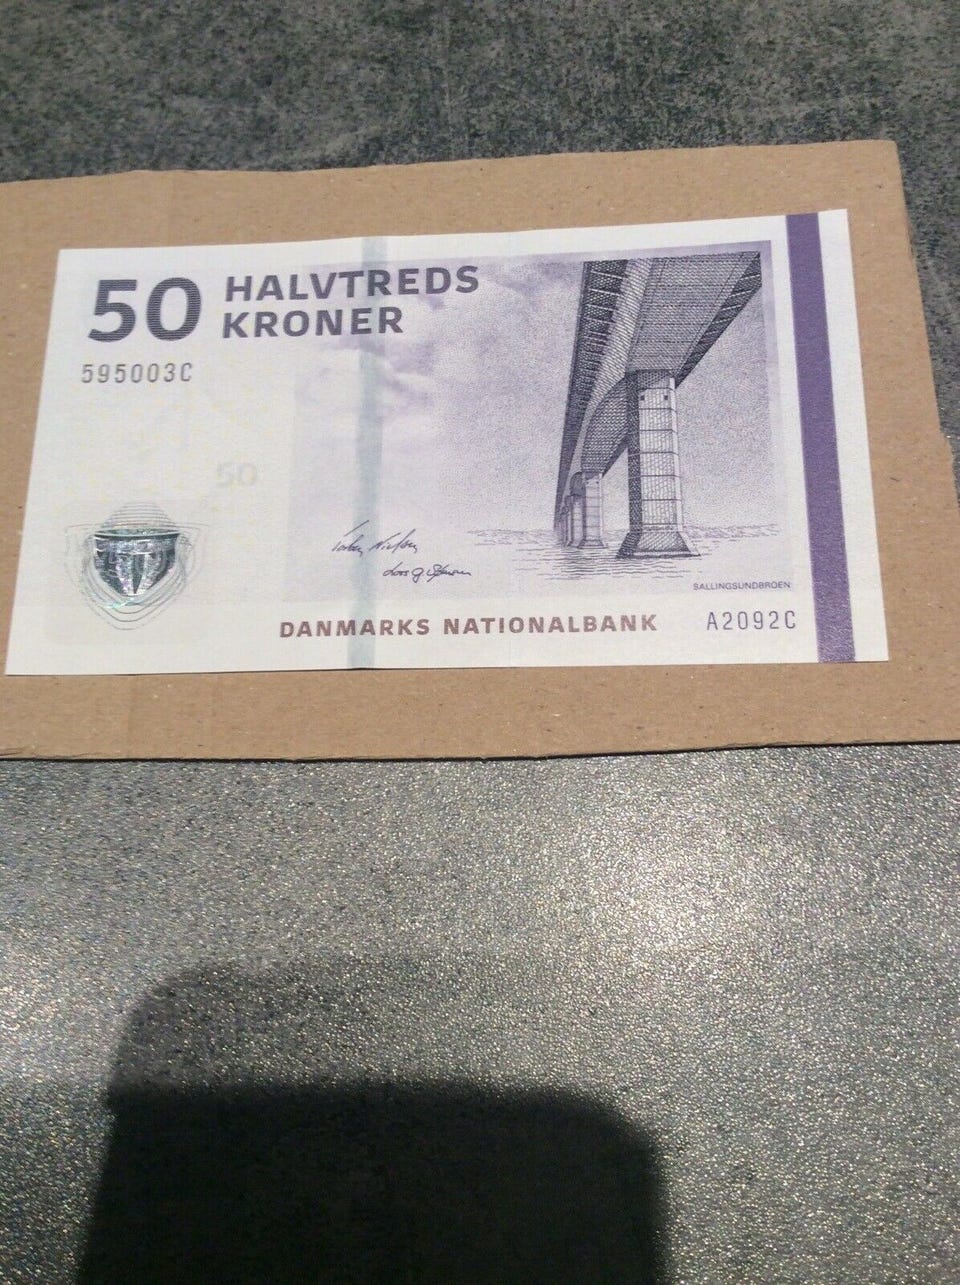 50 HALVTREDS
KRONER
595003C
50
SALLINGSUNDBROEN
DANMARKS NATIONALBANK A2092C